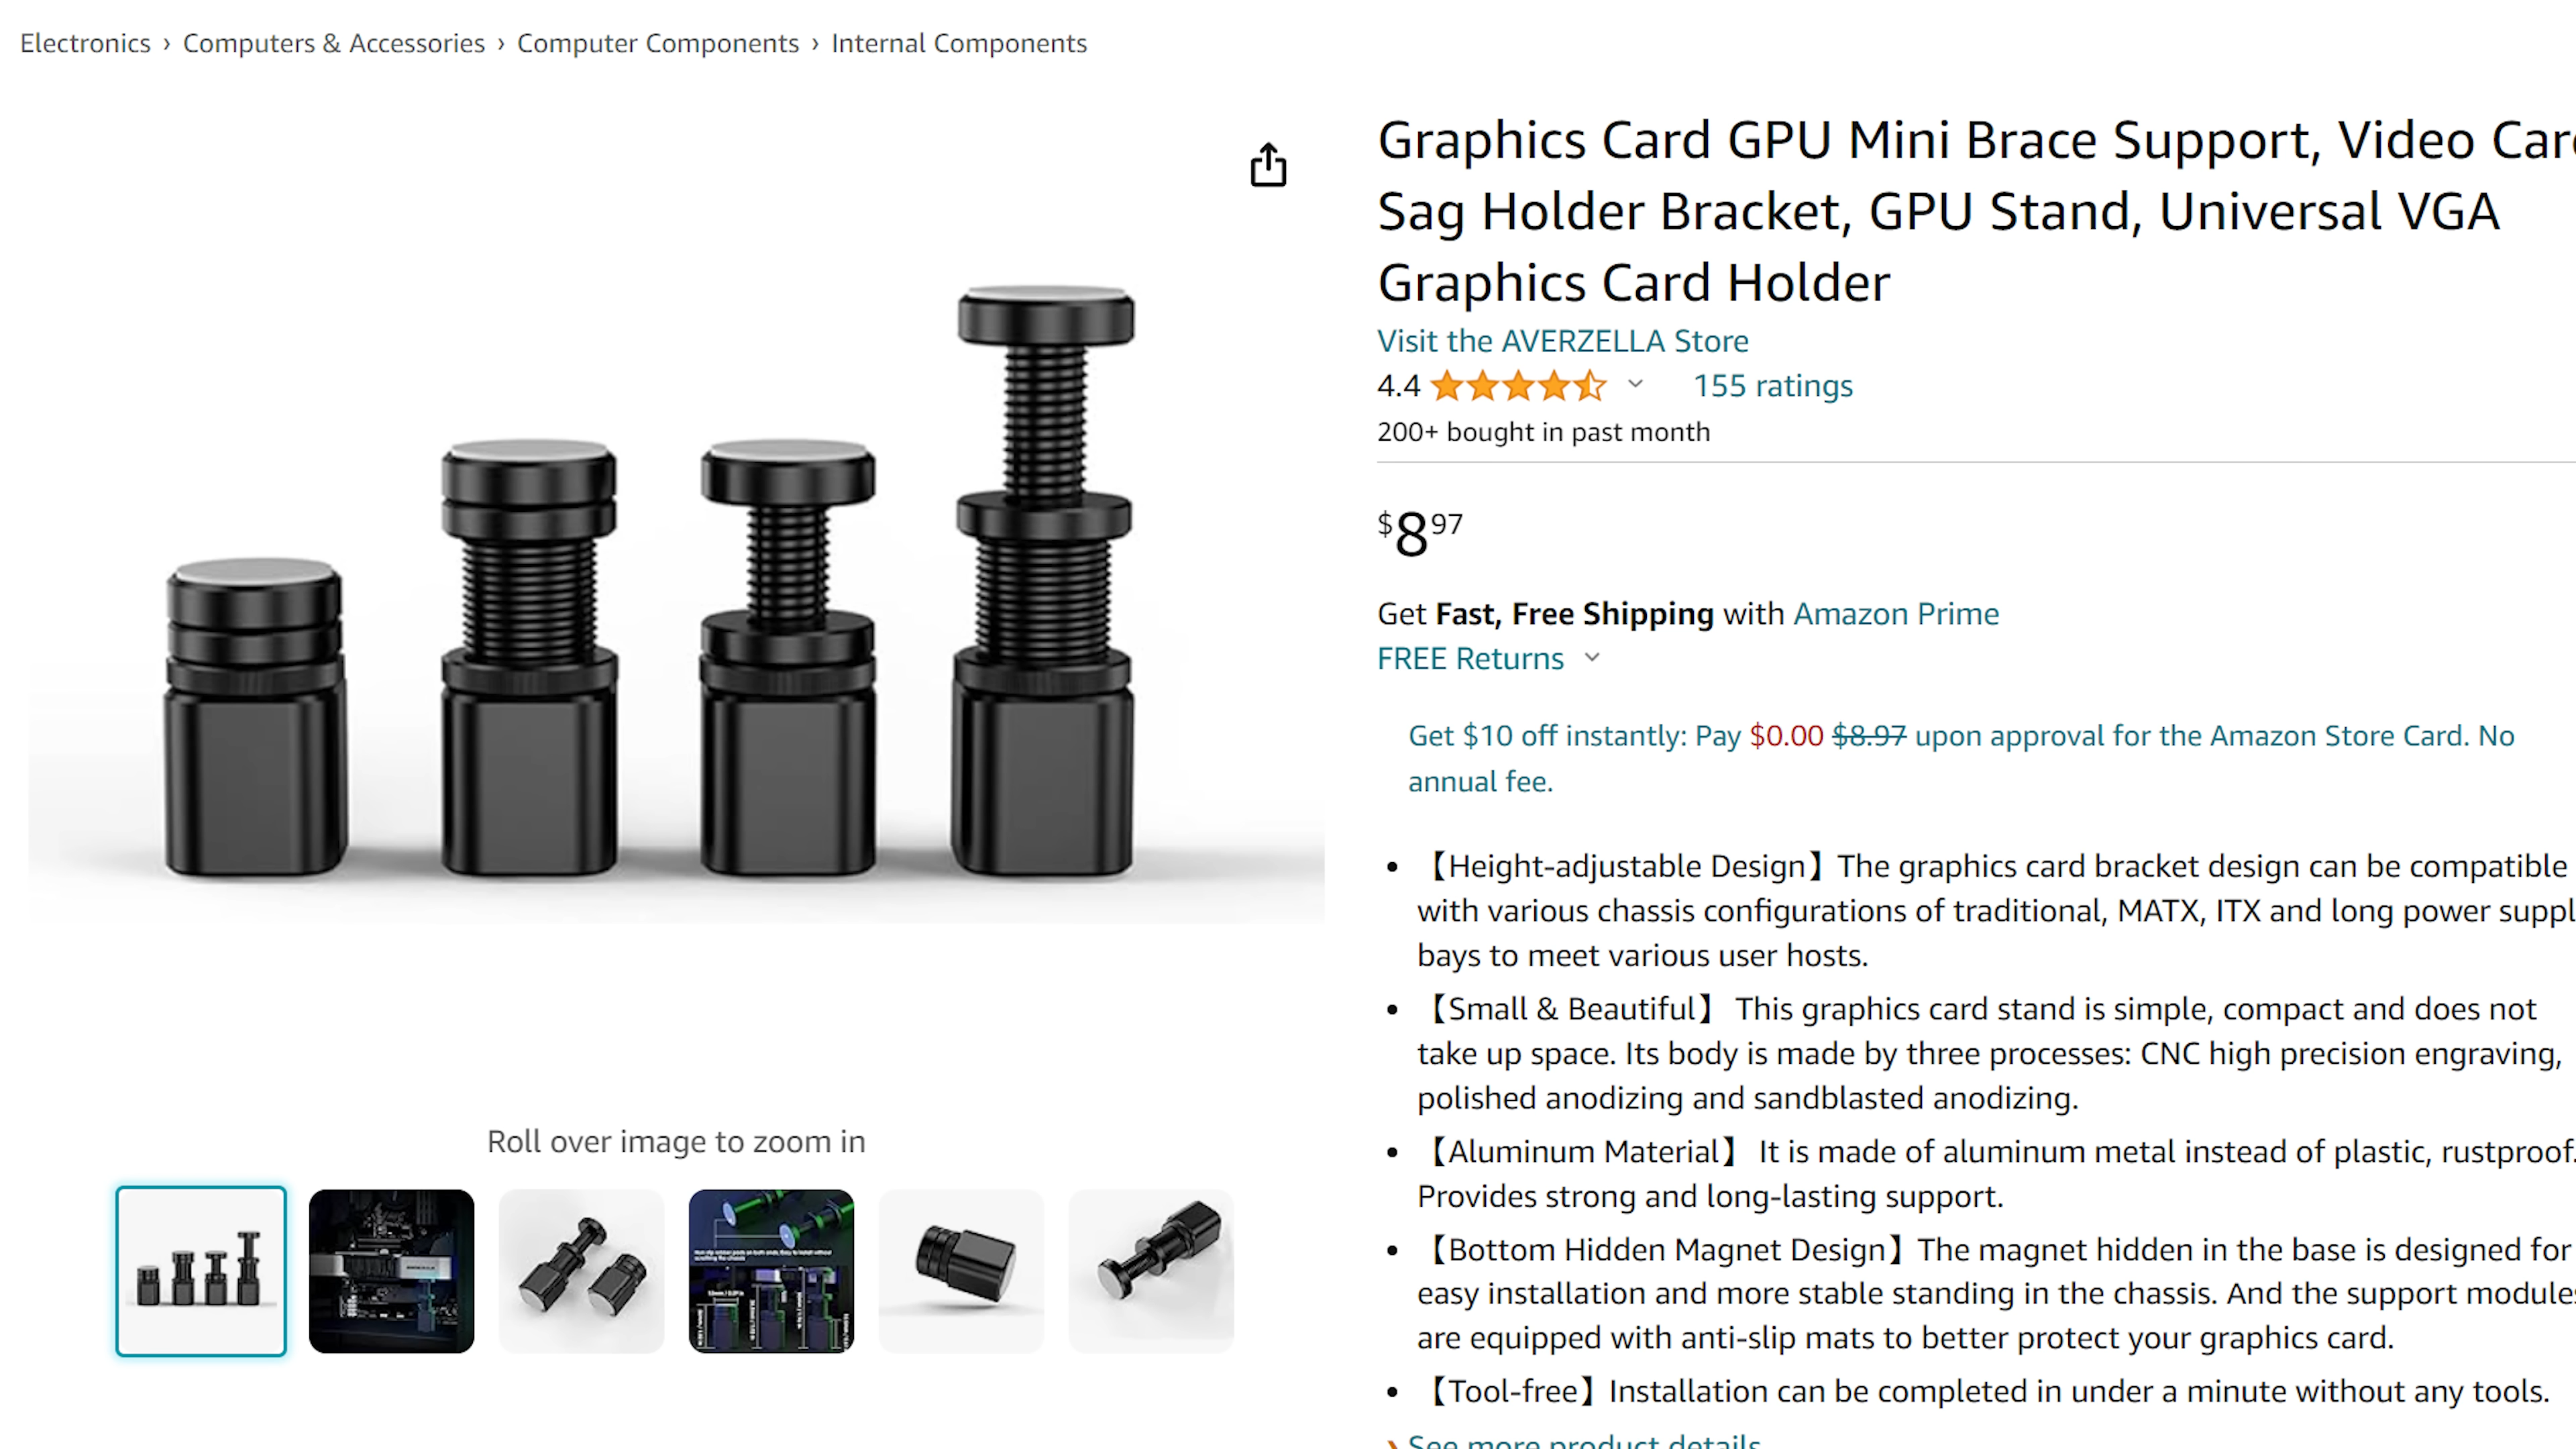 Electronics › Computers & Accessories › Computer Components › Internal Components
Graphics Card GPU Mini Brace Support, Video
Sag Holder Bracket, GPU Stand, Universal VGA
Graphics Card Holder
Visit the AVERZELLA Store
4.4 155 ratings
200+ bought in past month
$8 97
Get Fast, Free Shipping with Amazon Prime
FREE Returns
Get $10 off instantly: Pay $0.00 $8.97 upon approval for the Amazon Store Card. No
annual fee.
• 【Height-adjustable Design】The graphics card bracket design can be compatible
with various chassis configurations of traditional, MATX, ITX and long power
bays to meet various user hosts.
• 【Small & Beautiful】 This graphics card stand is simple, compact and does not
take up space. Its body is made by three processes: CNC high precision engraving,
polished anodizing and sandblasted anodizing.
• 【Aluminum Material】 It is made of aluminum metal instead of plastic, rustproof.
Provides strong and long-lasting support.
• 【Bottom Hidden Magnet Design】The magnet hidden in the base is designed for
easy installation and more stable standing in the chassis. And the support
are equipped with anti-slip mats to better protect your graphics card.
• 【Tool-free】Installation can be completed in under a minute without any tools.
› See more product details
Roll over image to zoom in